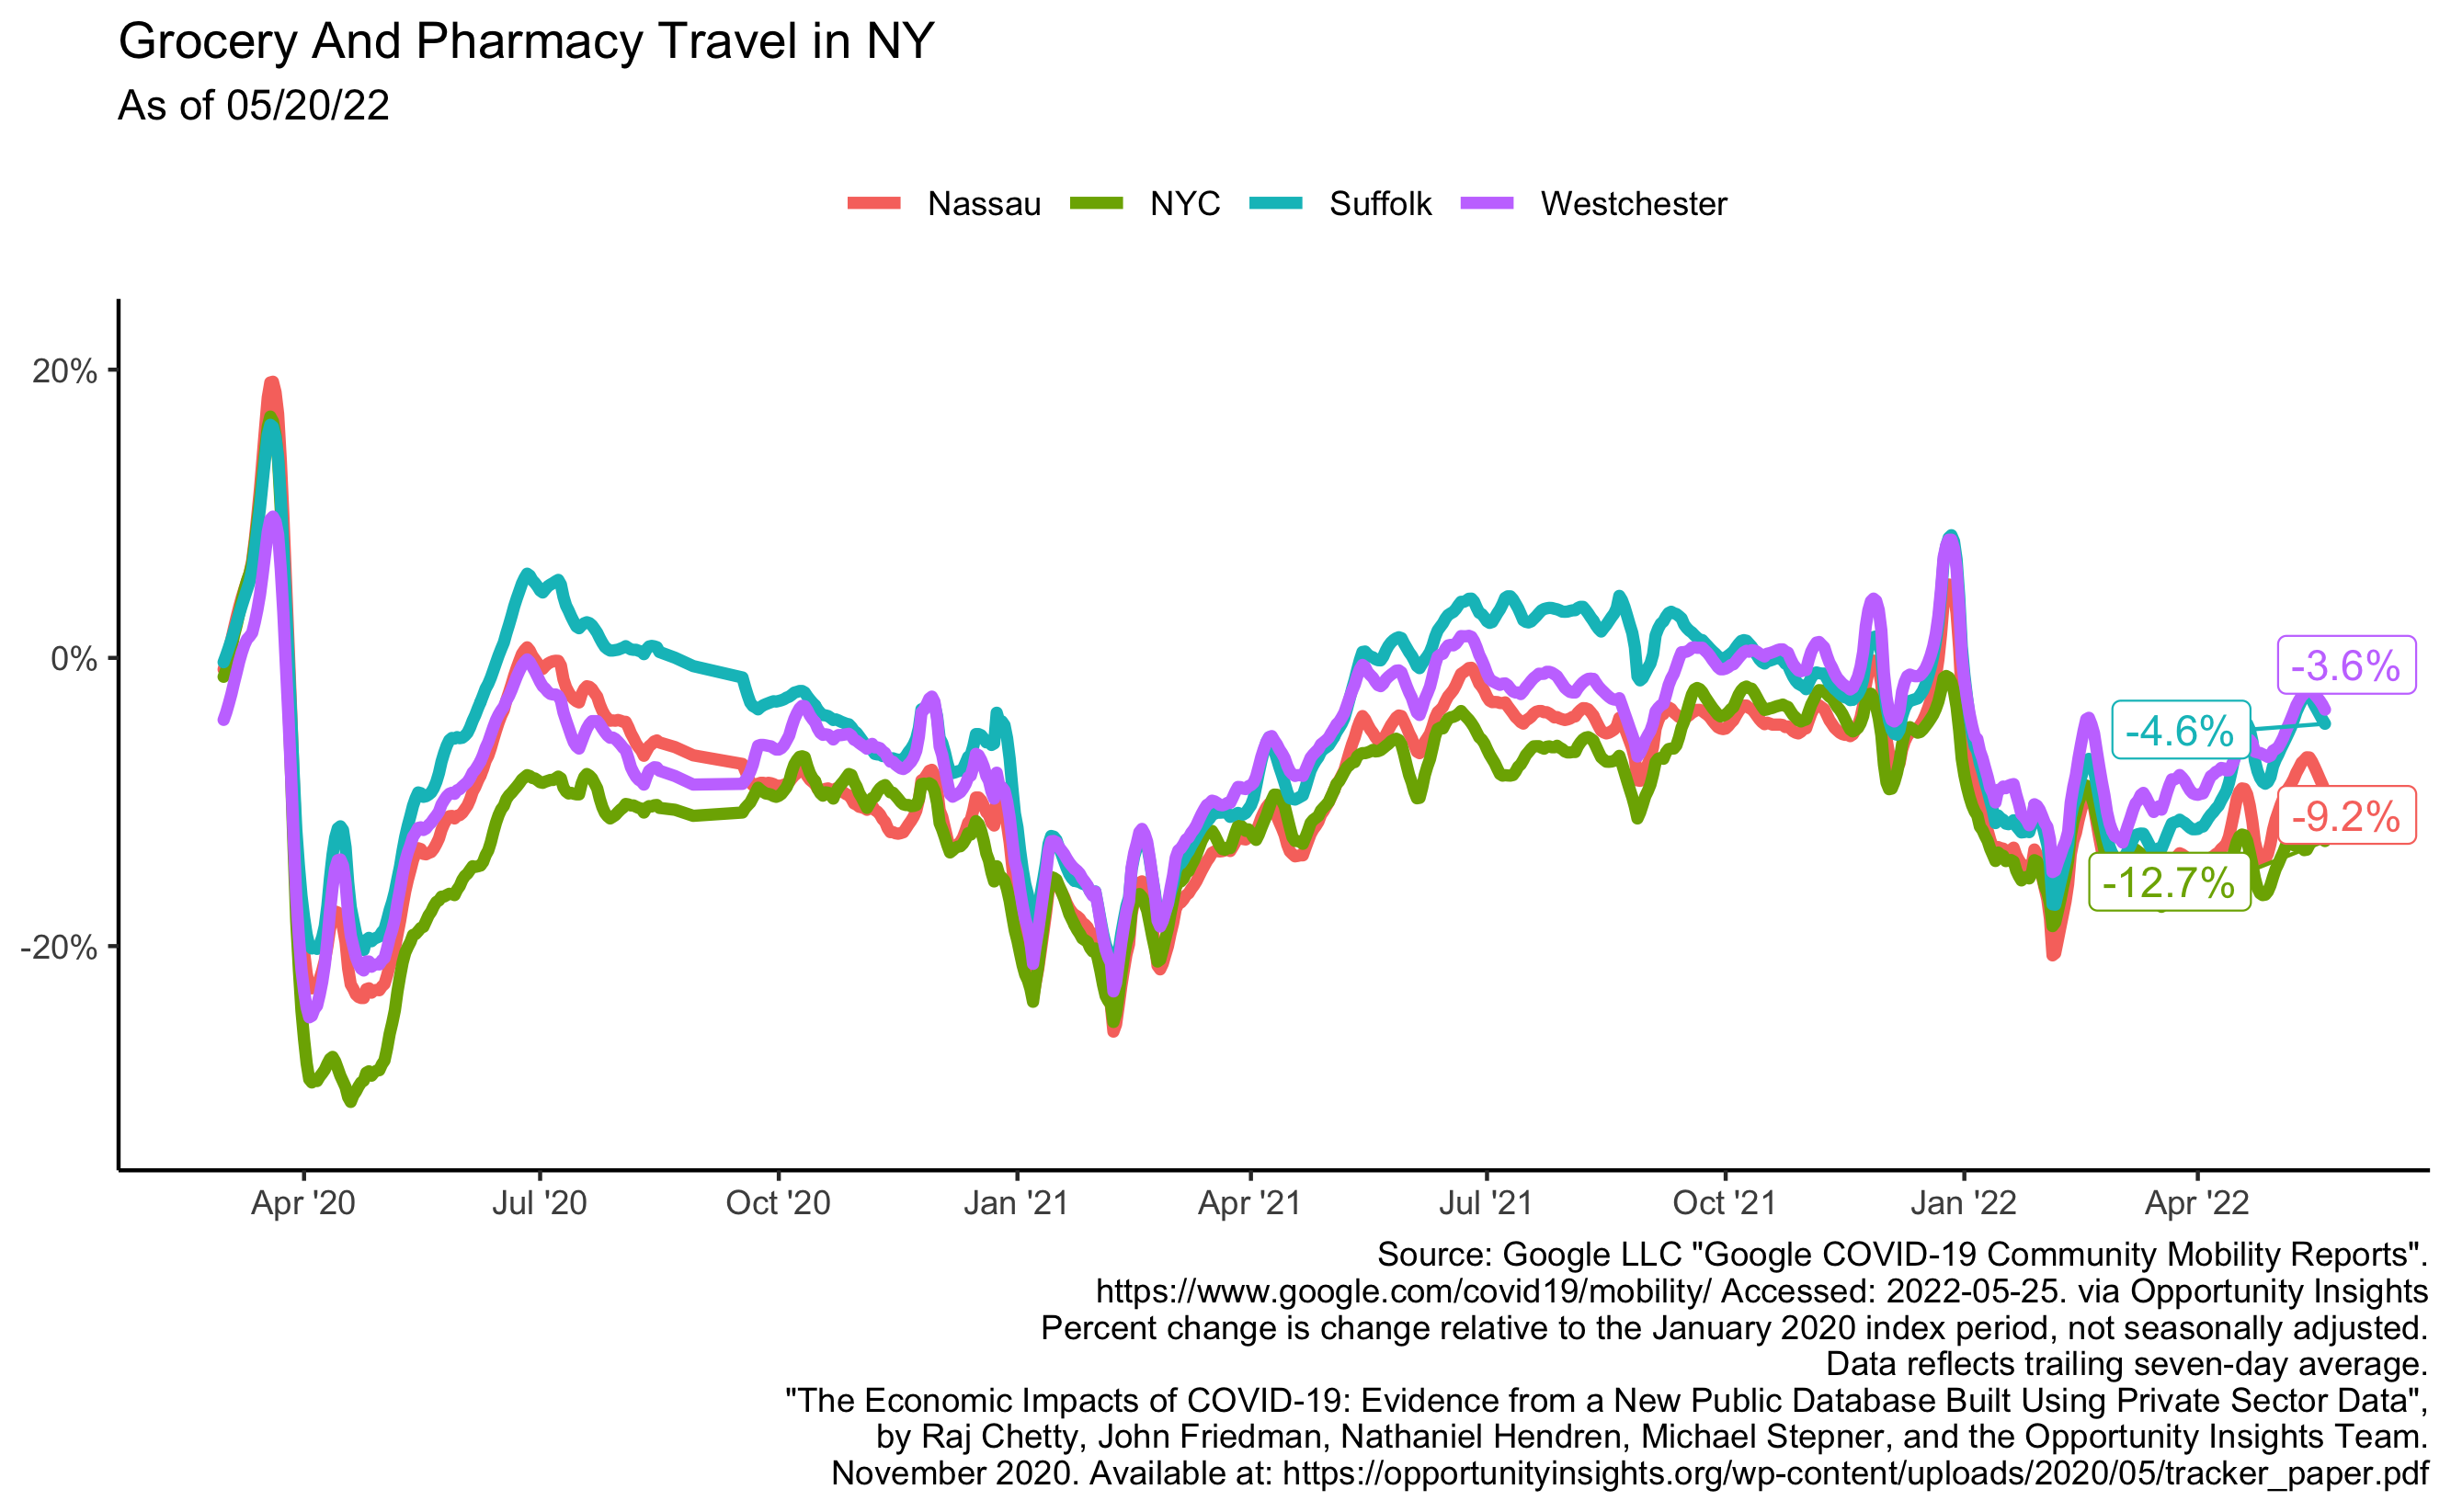 Grocery And Pharmacy Travel in NY
As of 05/20/22
Nassau NYC Suffolk Westchester
20%
0%
-20%
-3.6%
-4.6%
-9.2%
-12.7%
Apr '20 Jul '20 Oct '20 Jan '21 Apr '21 Jul '21 Oct '21 Jan '22 Apr '22
Source: Google LLC "Google COVID-19 Community Mobility Reports".
https://www.google.com/covid19/mobility/ Accessed: 2022-05-25. via Opportunity Insights
Percent change is change relative to the January 2020 index period, not seasonally adjusted.
Data reflects trailing seven-day average.
"The Economic Impacts of COVID-19: Evidence from a New Public Database Built Using Private Sector Data",
by Raj Chetty, John Friedman, Nathaniel Hendren, Michael Stepner, and the Opportunity Insights Team.
November 2020. Available at: https://opportunityinsights.org/wp-content/uploads/2020/05/tracker_paper.pdf